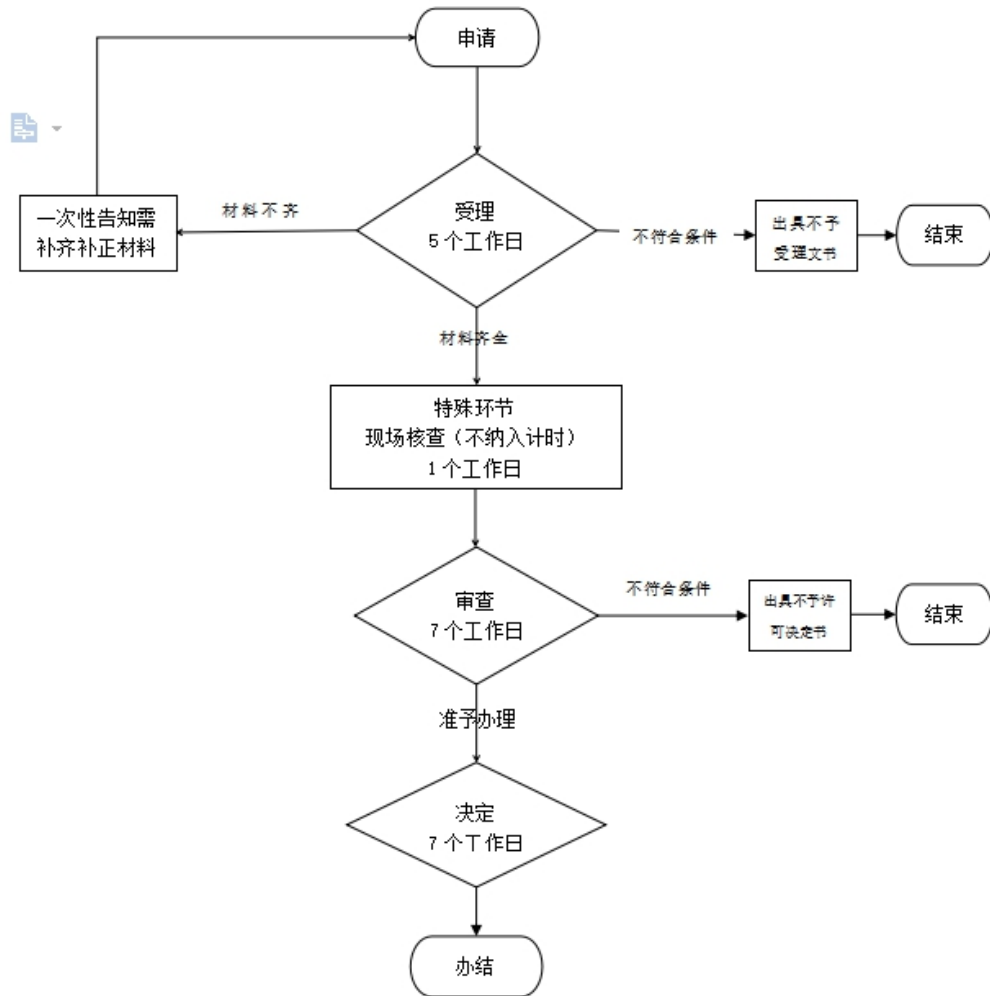 申请
受理
5个工作日
材料不齐
一次性告知需
补齐补正材料
不符合条件
出具不予
受理文书
结束
材料齐全
特殊环节
现场核查（不纳入计时）
1个工作日
审查
7个工作日
不符合条件
出具不予许
可决定书
结束
准予办理
决定
7个工作日
办结